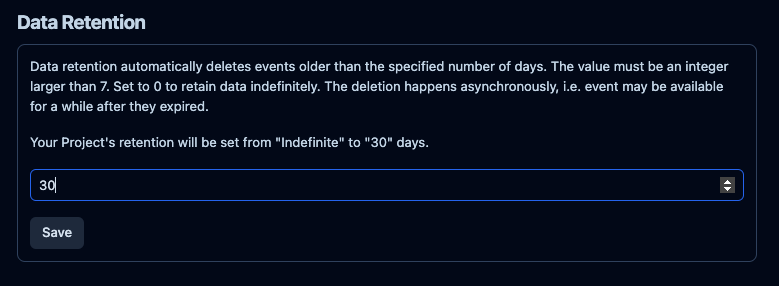 Data Retention
Data retention automatically deletes events older than the specified number of days. The value must be an integer
larger than 7. Set to 0 to retain data indefinitely. The deletion happens asynchronously, i.e. event may be available
for a while after they expired.
Your Project's retention will be set from "Indefinite" to "30" days.
30
Save